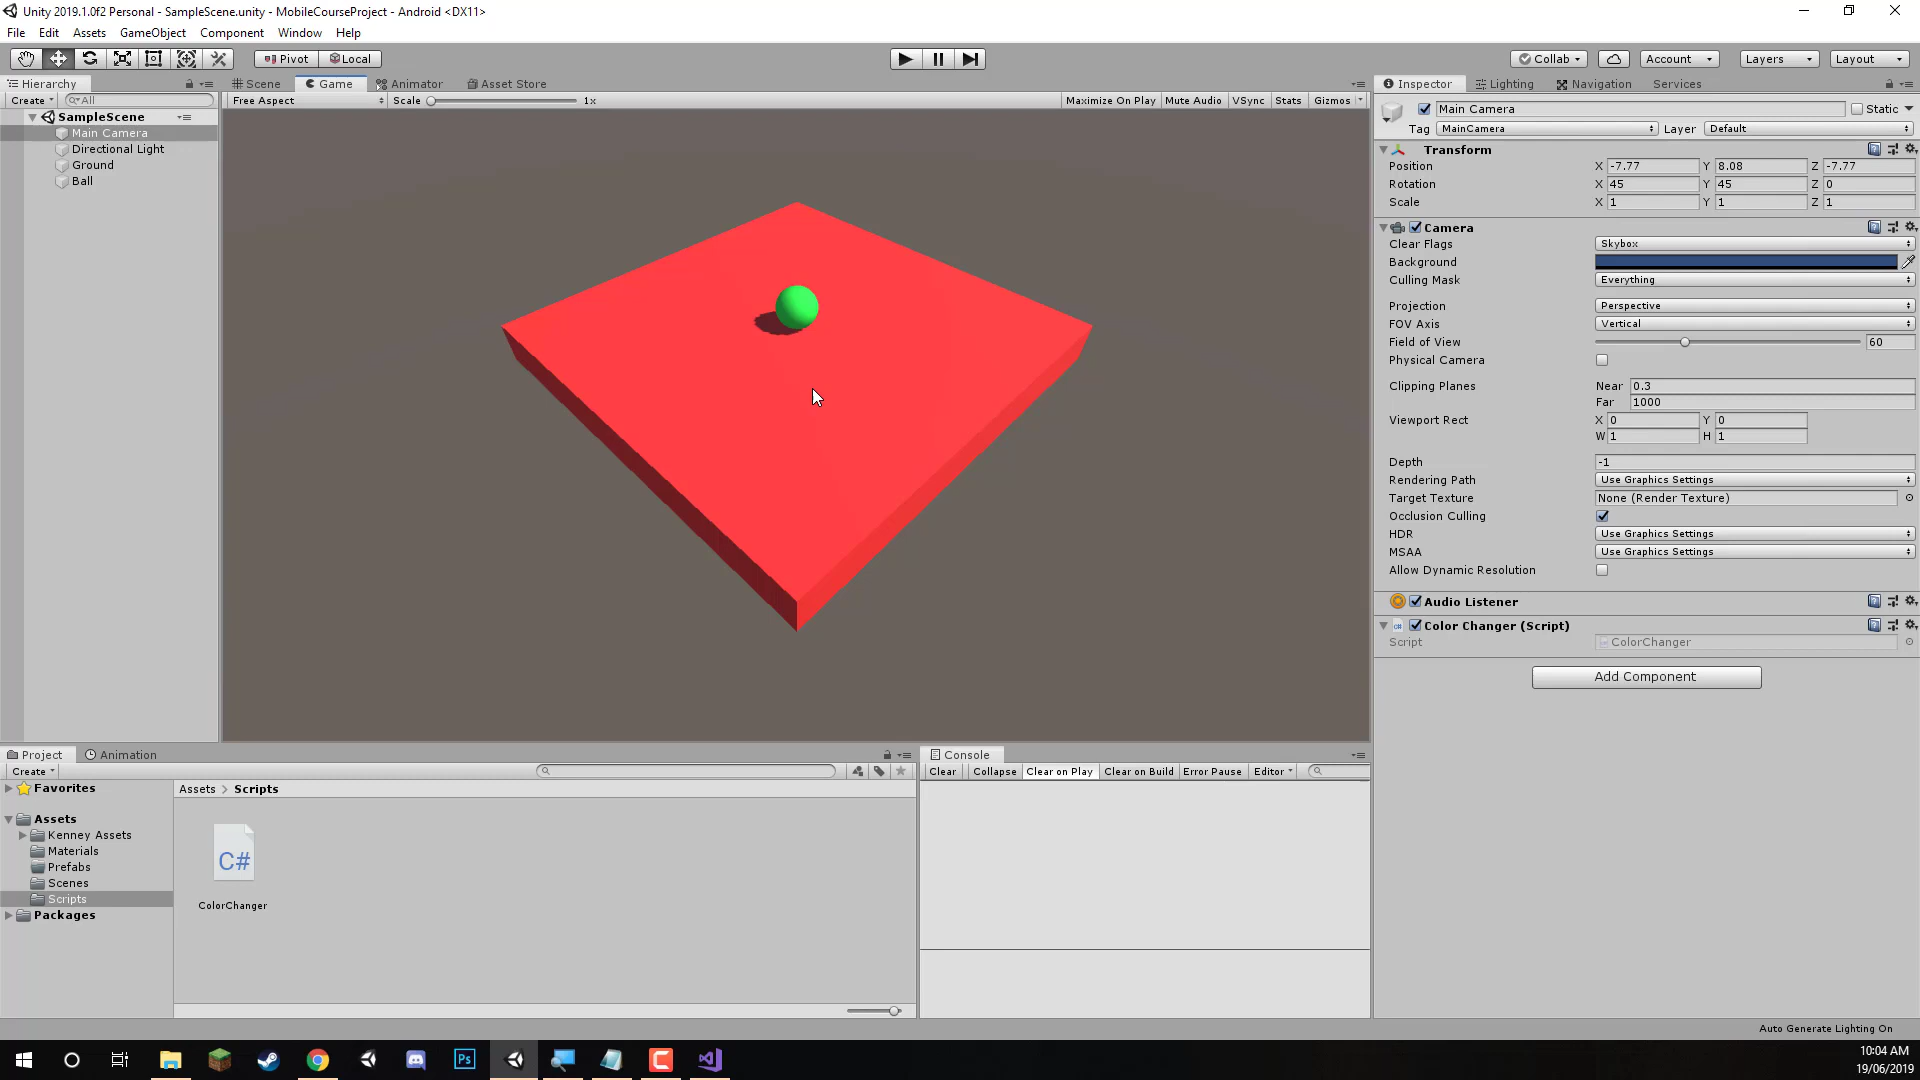 Unity 2019.1.0f2 Personal - SampleScene.unity - MobileCourseProject - Android <DX11>
File Edit Assets GameObject Component Window Help
Pivot Local Collab Account Layers Layout
Hierarchy Scene Game Animator Asset Store Inspector Lighting Navigation Services
Create All Free Aspect Scale 1x Maximize On Play Mute Audio VSync Stats Gizmos
Main Camera Static
SampleScene
Tag MainCamera Layer Default
Main Camera
Directional Light
Ground
Ball
Transform
Position X -7.77 Y 8.08 Z -7.77
Rotation X 45 Y 45 Z 0
Scale X 1 Y 1 Z 1
Camera
Clear Flags Skybox
Background
Culling Mask Everything
Projection Perspective
FOV Axis Vertical
Field of View 60
Physical Camera
Clipping Planes Near 0.3
Far 1000
Viewport Rect X 0 Y 0
W 1 H 1
Depth -1
Rendering Path Use Graphics Settings
Target Texture None (Render Texture)
Occlusion Culling
HDR Use Graphics Settings
MSAA Use Graphics Settings
Allow Dynamic Resolution
Audio Listener
Color Changer (Script)
Script ColorChanger
Add Component
Project Animation Console
Create Clear Collapse Clear on Play Clear on Build Error Pause Editor
Favorites
Assets > Scripts
Assets
Kenney Assets
Materials
Prefabs
Scenes
Scripts
Packages
C#
ColorChanger
Auto Generate Lighting On
Ps
10:04 AM
19/06/2019